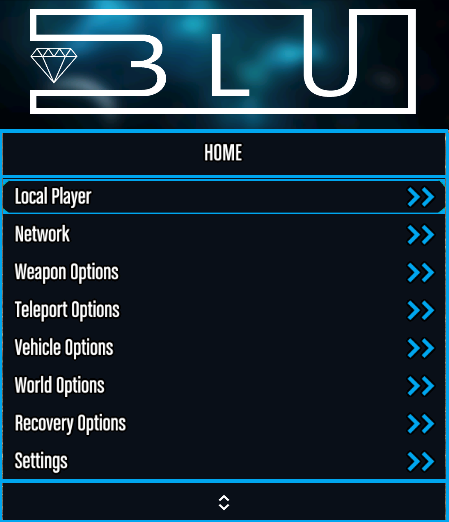 BLU
HOME
Local Player
Network
Weapon Options
Teleport Options
Vehicle Options
World Options
Recovery Options
Settings